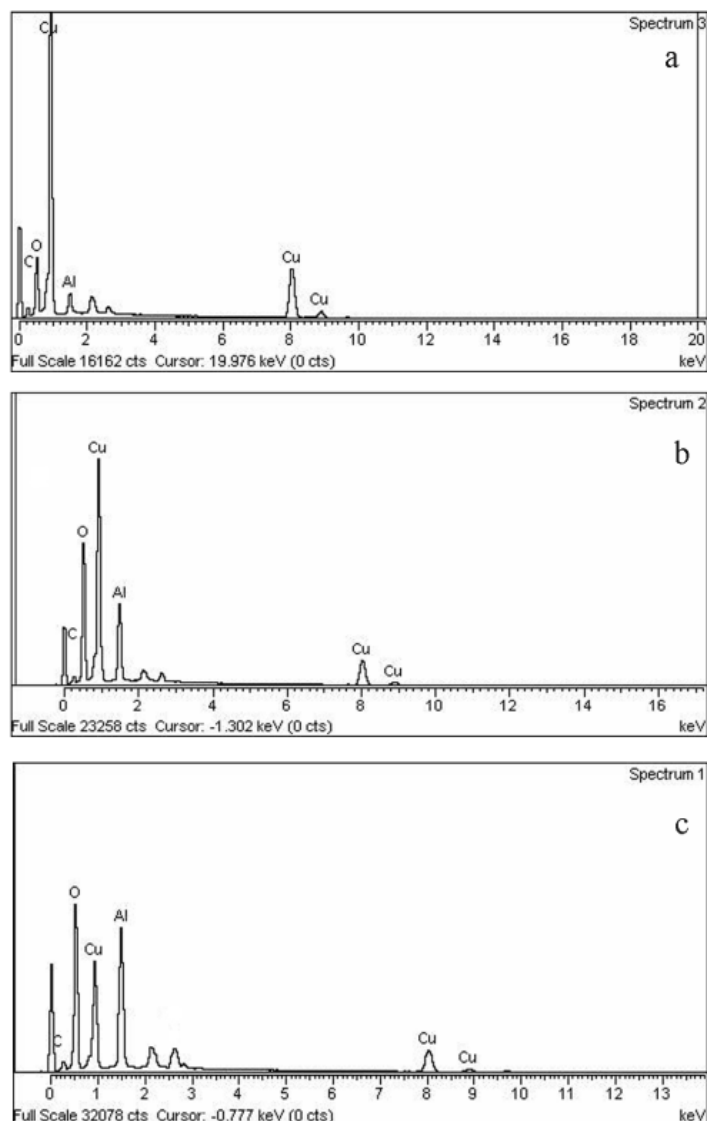 Spectrum 3
a
Cu
O
C
Al
Cu
Cu
0 2 4 6 8 10 12 14 16 18 20
Full Scale 16162 cts Cursor: 19.976 keV (0 cts) keV
Spectrum 2
b
Cu
O
Al
C
Cu
Cu
0 2 4 6 8 10 12 14 16
Full Scale 23258 cts Cursor: -1.302 keV (0 cts) keV
Spectrum 1
c
O
Al
Cu
C
Cu
Cu
0 1 2 3 4 5 6 7 8 9 10 11 12 13
Full Scale 32078 cts Cursor: -0.777 keV (0 cts) keV